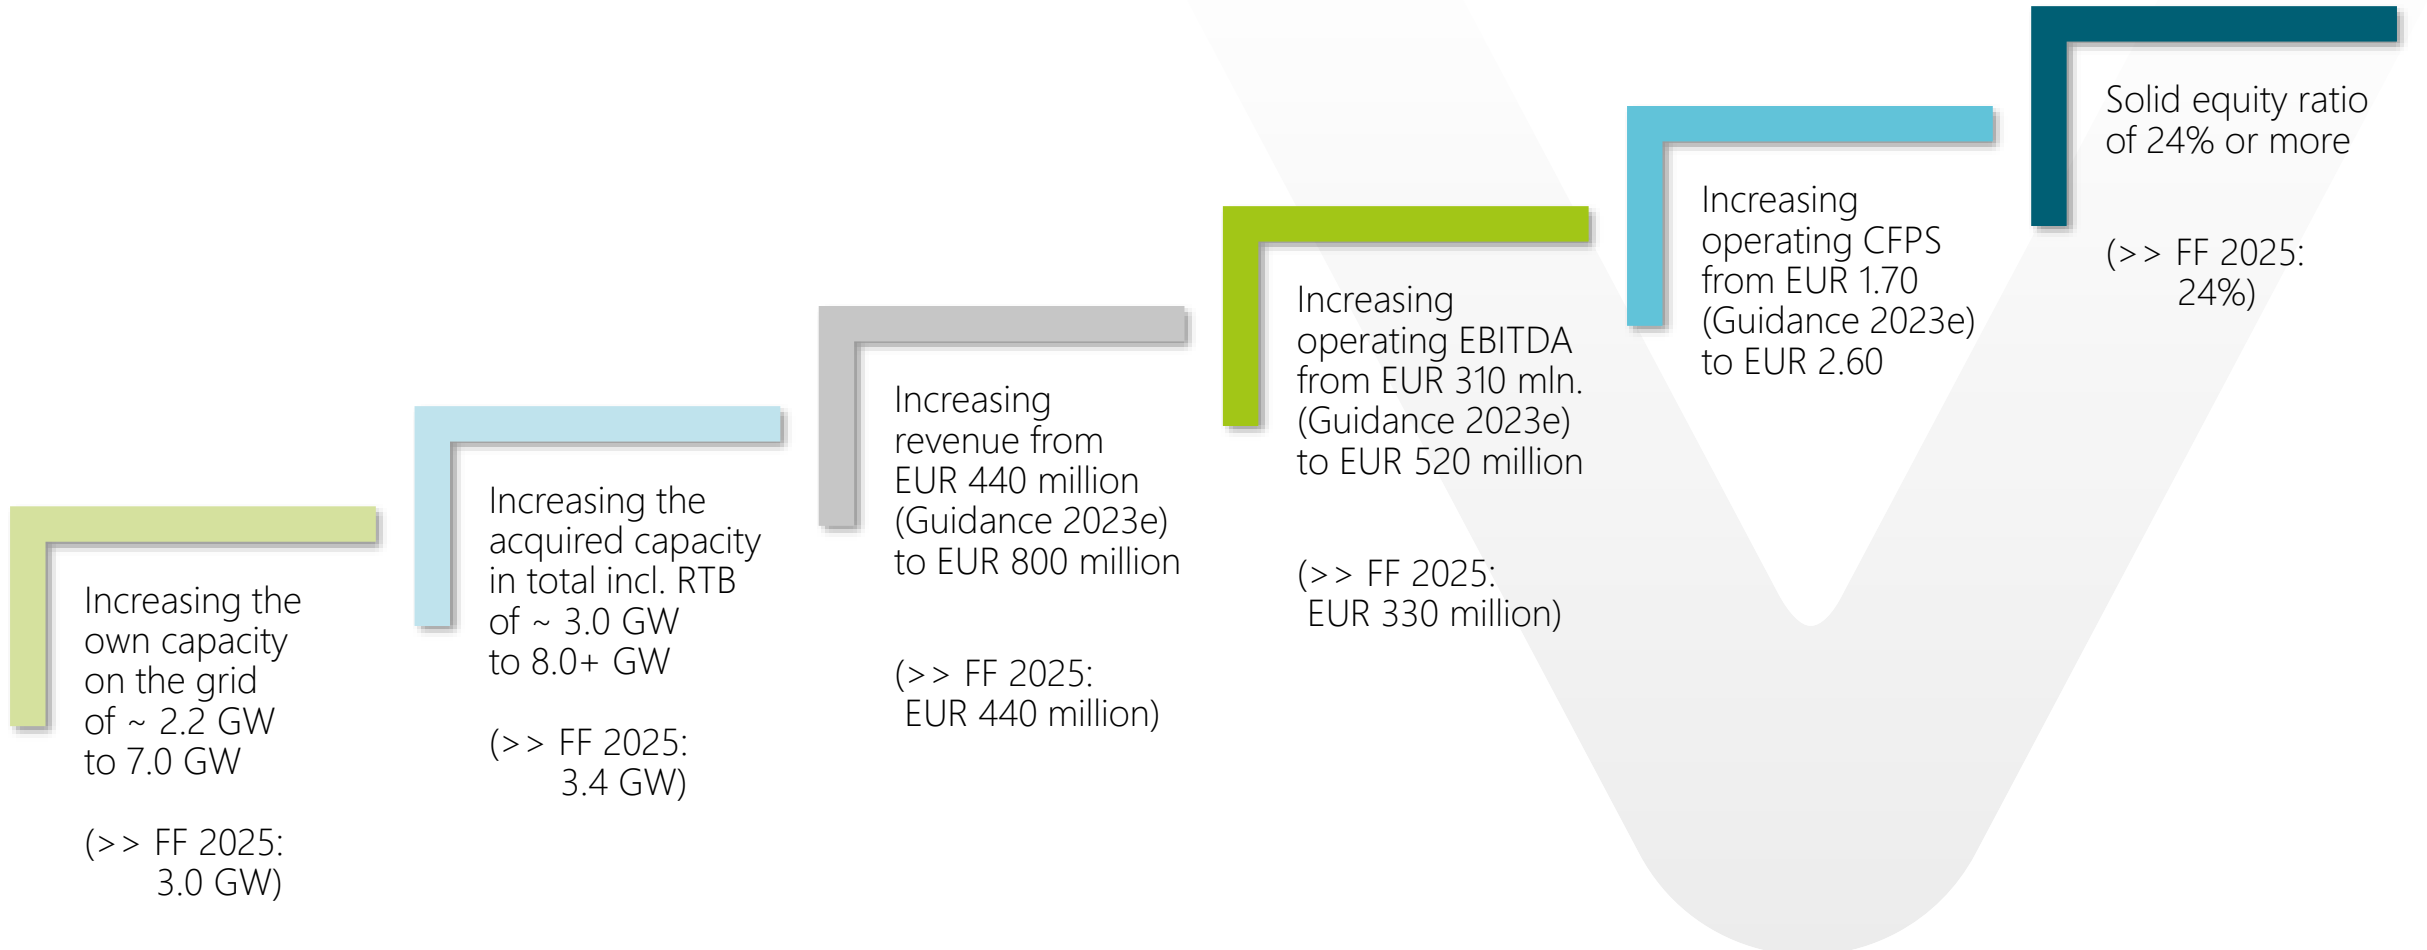 Increasing the
own capacity
on the grid
of ~ 2.2 GW
to 7.0 GW
(>> FF 2025:
3.0 GW)
Increasing the
acquired capacity
in total incl. RTB
of ~ 3.0 GW
to 8.0+ GW
(>> FF 2025:
3.4 GW)
Increasing
revenue from
EUR 440 million
(Guidance 2023e)
to EUR 800 million
(>> FF 2025:
EUR 440 million)
Increasing
operating EBITDA
from EUR 310 mln.
(Guidance 2023e)
to EUR 520 million
(>> FF 2025:
EUR 330 million)
Increasing
operating CFPS
from EUR 1.70
(Guidance 2023e)
to EUR 2.60
Solid equity ratio
of 24% or more
(>> FF 2025:
24%)